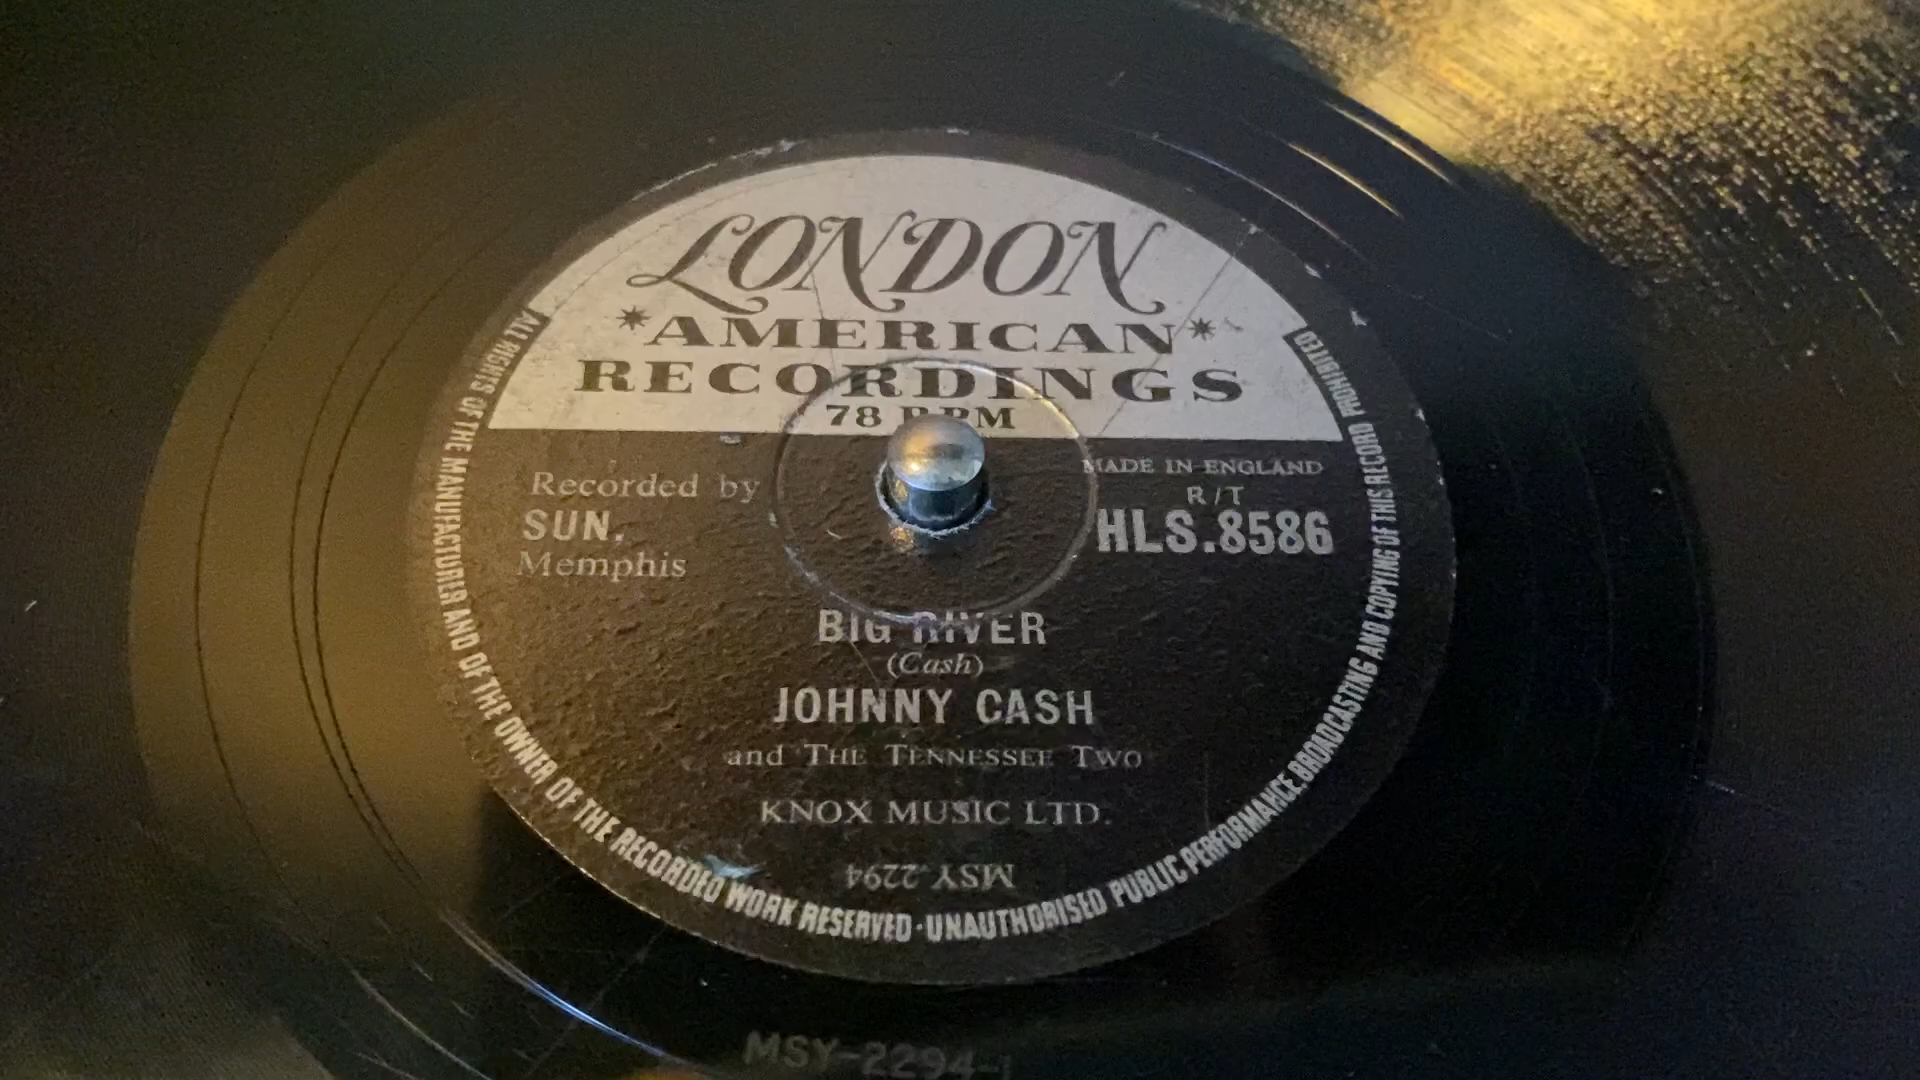 LONDON
*AMERICAN*
RECORDINGS
78 RPM
Recorded by
SUN.
Memphis
MADE IN ENGLAND
R/T
HLS.8586
BIG RIVER
(Cash)
JOHNNY CASH
and THE TENNESSEE TWO
KNOX MUSIC LTD.
MSY.2294
ALL RIGHTS OF THE MANUFACTURER AND OF THE OWNER OF THE RECORDED WORK RESERVED · UNAUTHORISED PUBLIC PERFORMANCE, BROADCASTING AND COPYING OF THIS RECORD PROHIBITED
MSY-2294-1